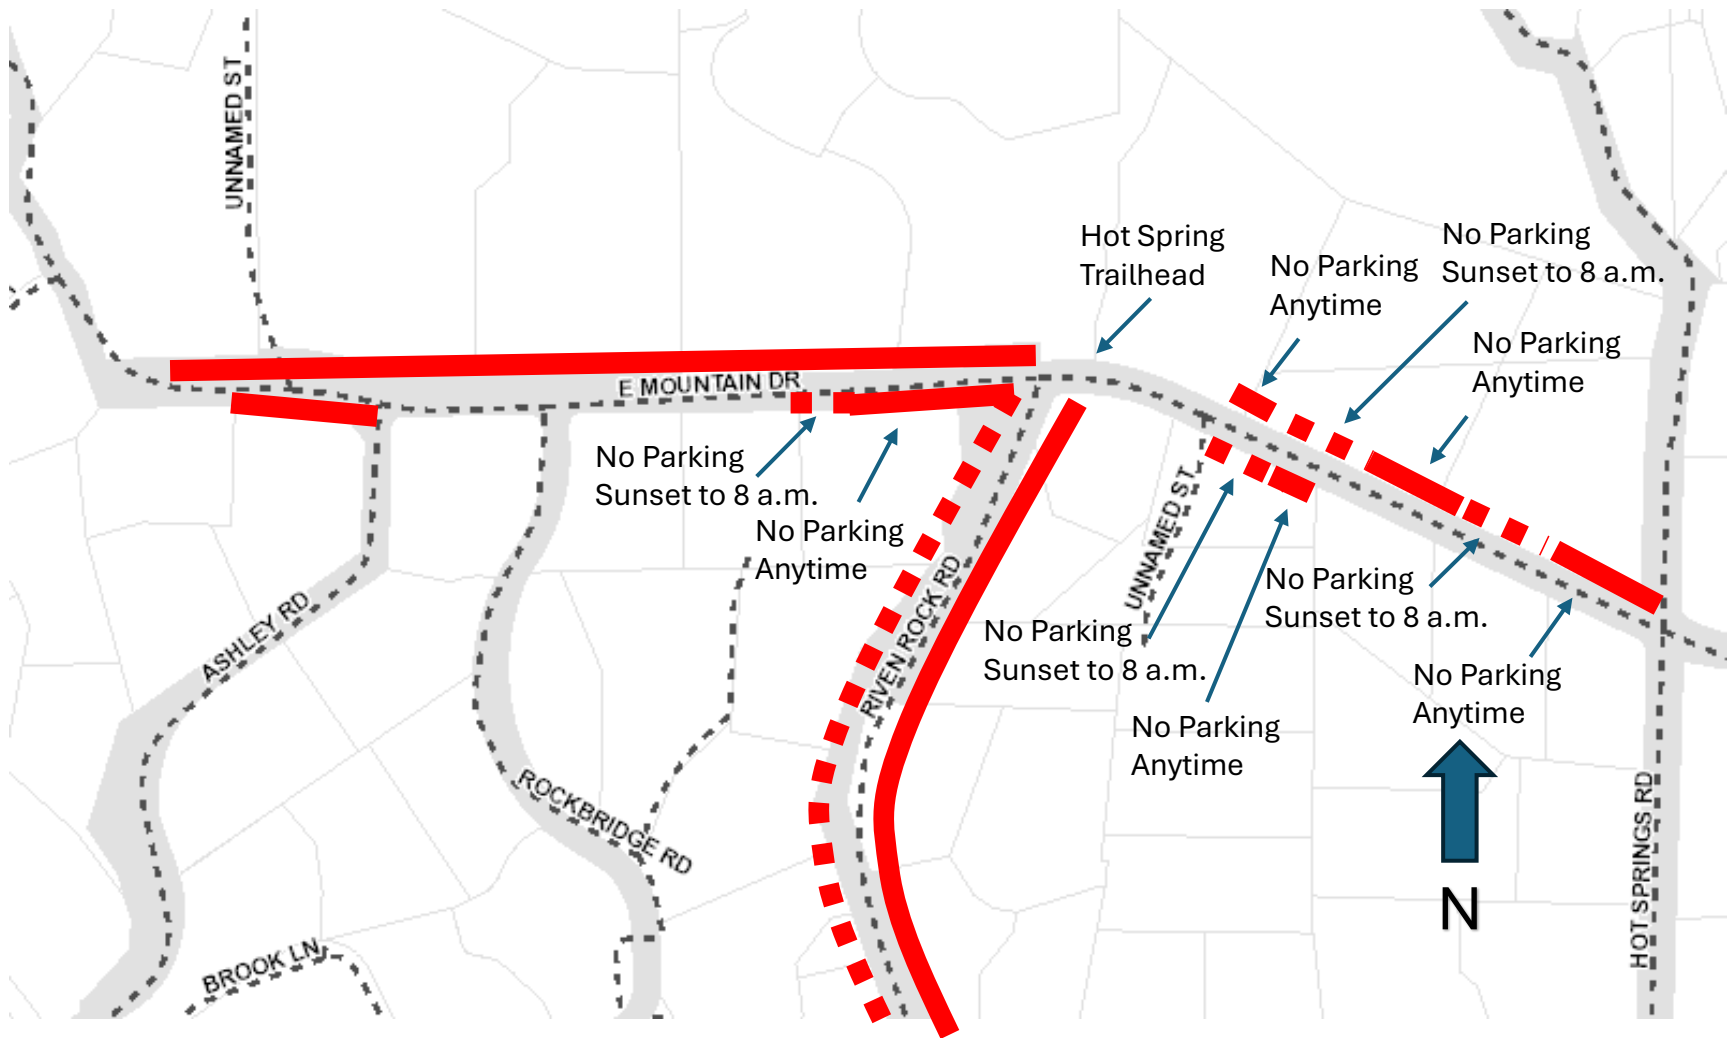 UNNAMED ST
Hot Spring
Trailhead
No Parking
Anytime
No Parking
Sunset to 8 a.m.
No Parking
Anytime
E MOUNTAIN DR
No Parking
Sunset to 8 a.m.
No Parking
Anytime
UNNAMED ST
RIVEN ROCK RD
No Parking
Sunset to 8 a.m.
No Parking
Sunset to 8 a.m.
No Parking
Anytime
No Parking
Anytime
ASHLEY RD
ROCKBRIDGE RD
BROOK LN
HOT SPRINGS RD
N